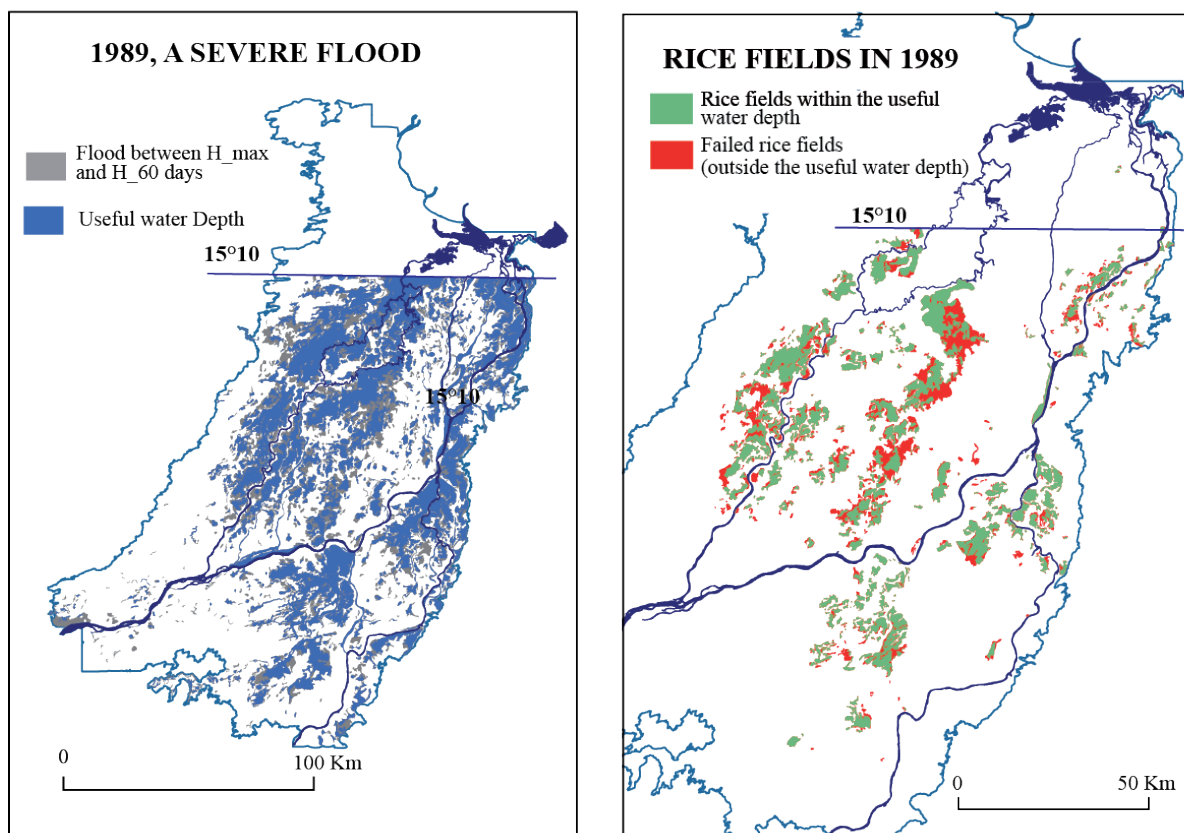 1989, A SEVERE FLOOD
Flood between H_max
and H_60 days
Useful water Depth
15°10
15°10
0
100 Km
RICE FIELDS IN 1989
Rice fields within the useful
water depth
Failed rice fields
(outside the useful water depth)
15°10
0
50 Km